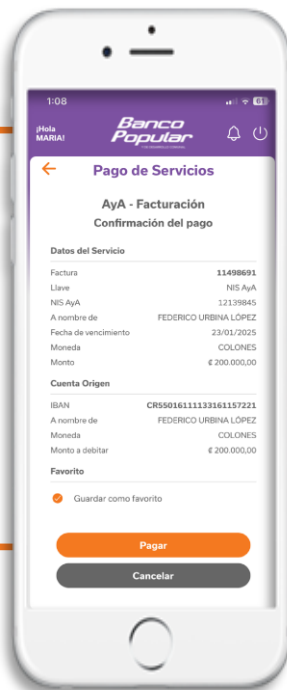 1:08
¡Hola
MARIA!
Banco
Popular
Pago de Servicios
AyA - Facturación
Confirmación del pago
Datos del Servicio
Factura 11498691
Llave NIS AyA
NIS AyA 12139845
A nombre de FEDERICO URBINA LÓPEZ
Fecha de vencimiento 23/01/2025
Moneda COLONES
Monto ₡ 200.000,00
Cuenta Origen
IBAN CR55016111133161157221
A nombre de FEDERICO URBINA LÓPEZ
Moneda COLONES
Monto a debitar ₡ 200.000,00
Favorito
Guardar como favorito
Pagar
Cancelar